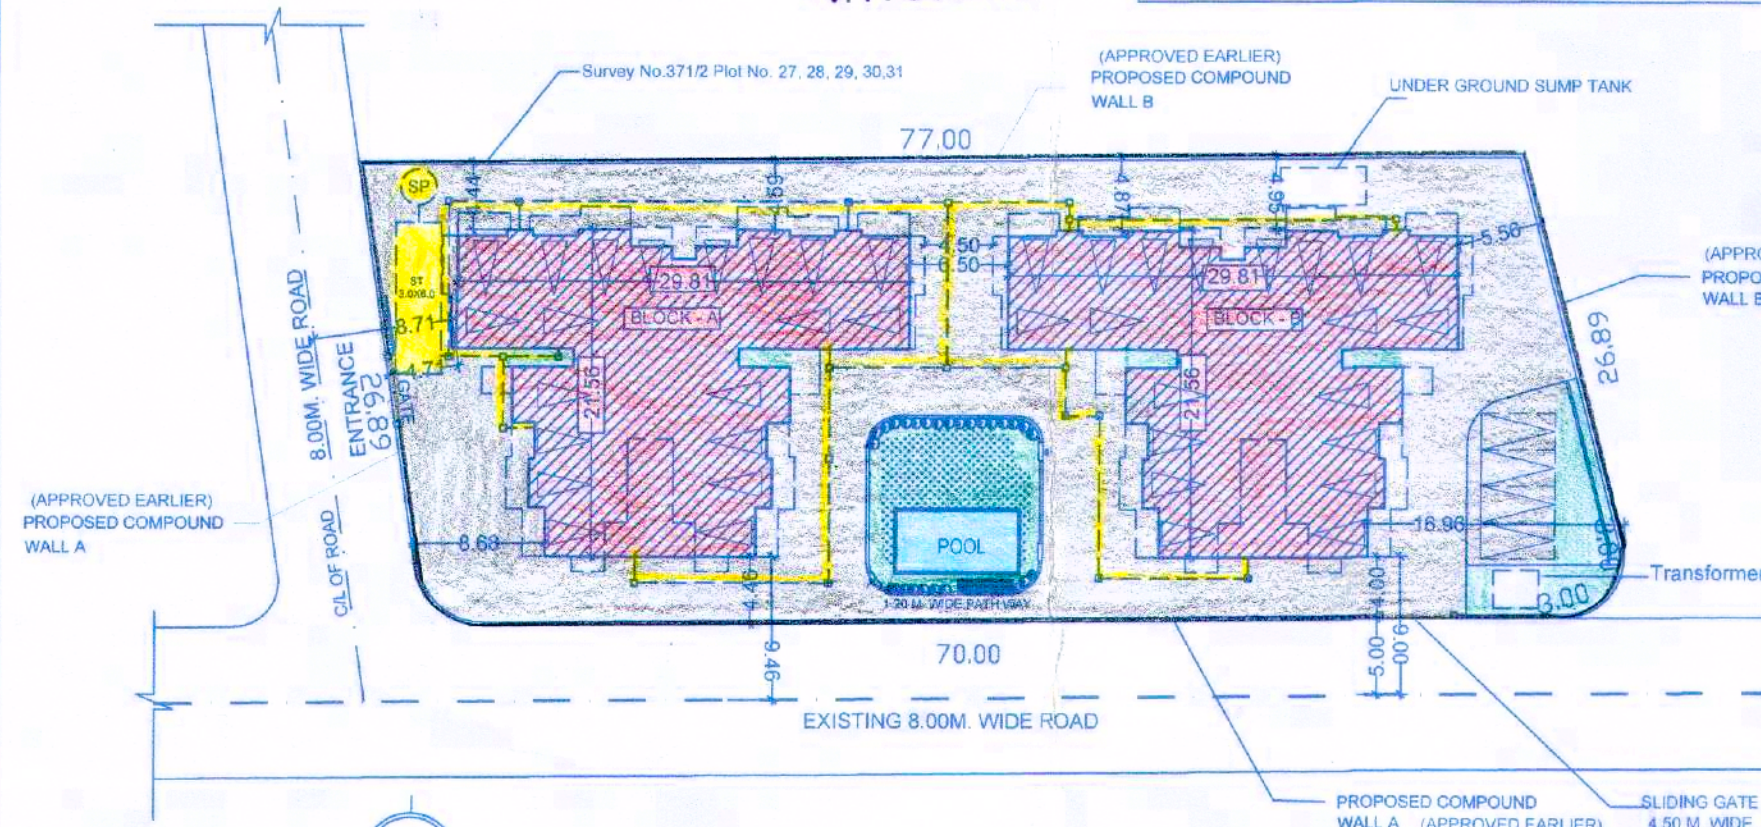 (APPROVED EARLIER)
PROPOSED COMPOUND
WALL B
Survey No.371/2 Plot No. 27, 28, 29, 30,31
UNDER GROUND SUMP TANK
77.00
SP
4.87
4.95
4.50
6.50
5.56
29.81
29.81
ST
BLOCK - A
BLOCK - B
8.71
21.56
21.56
8.00M. WIDE ROAD
ENTRANCE
26.89
GATE
26.89
(APPROVED EARLIER)
PROPOSED COMPOUND
WALL A
C/L OF ROAD
8.68
POOL
16.96
1.20 M. WIDE PATH WAY
4.46
9.46
4.00
5.00
9.00
Transformer
3.00
70.00
EXISTING 8.00M. WIDE ROAD
PROPOSED COMPOUND
WALL A (APPROVED EARLIER)
SLIDING GATE
4.50 M. WIDE